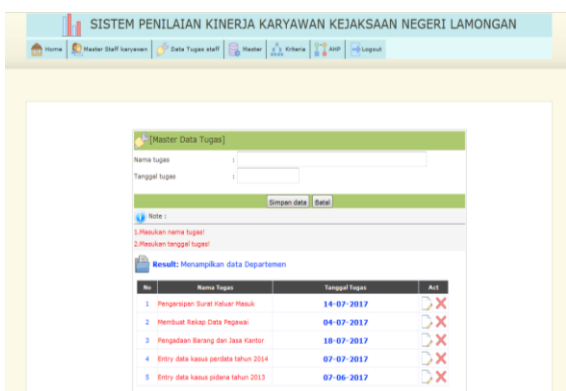 SISTEM PENILAIAN KINERJA KARYAWAN KEJAKSAAN NEGERI LAMONGAN
Home Master Staff karyawan Data Tugas staff Master Kriteria AHP Logout
[Master Data Tugas]
Nama tugas :
Tanggal tugas :
Simpan data Batal
Note :
1.Masukan nama tugas!
2.Masukan tanggal tugas!
Result: Menampilkan data Departemen
No Nama Tugas Tanggal Tugas Act
1 Pengarsipan Surat Keluar Masuk 14-07-2017
2 Membuat Rekap Data Pegawai 04-07-2017
3 Pengadaan Barang dan Jasa Kantor 18-07-2017
4 Entry data kasus perdata tahun 2014 07-07-2017
5 Entry data kasus pidana tahun 2013 07-06-2017